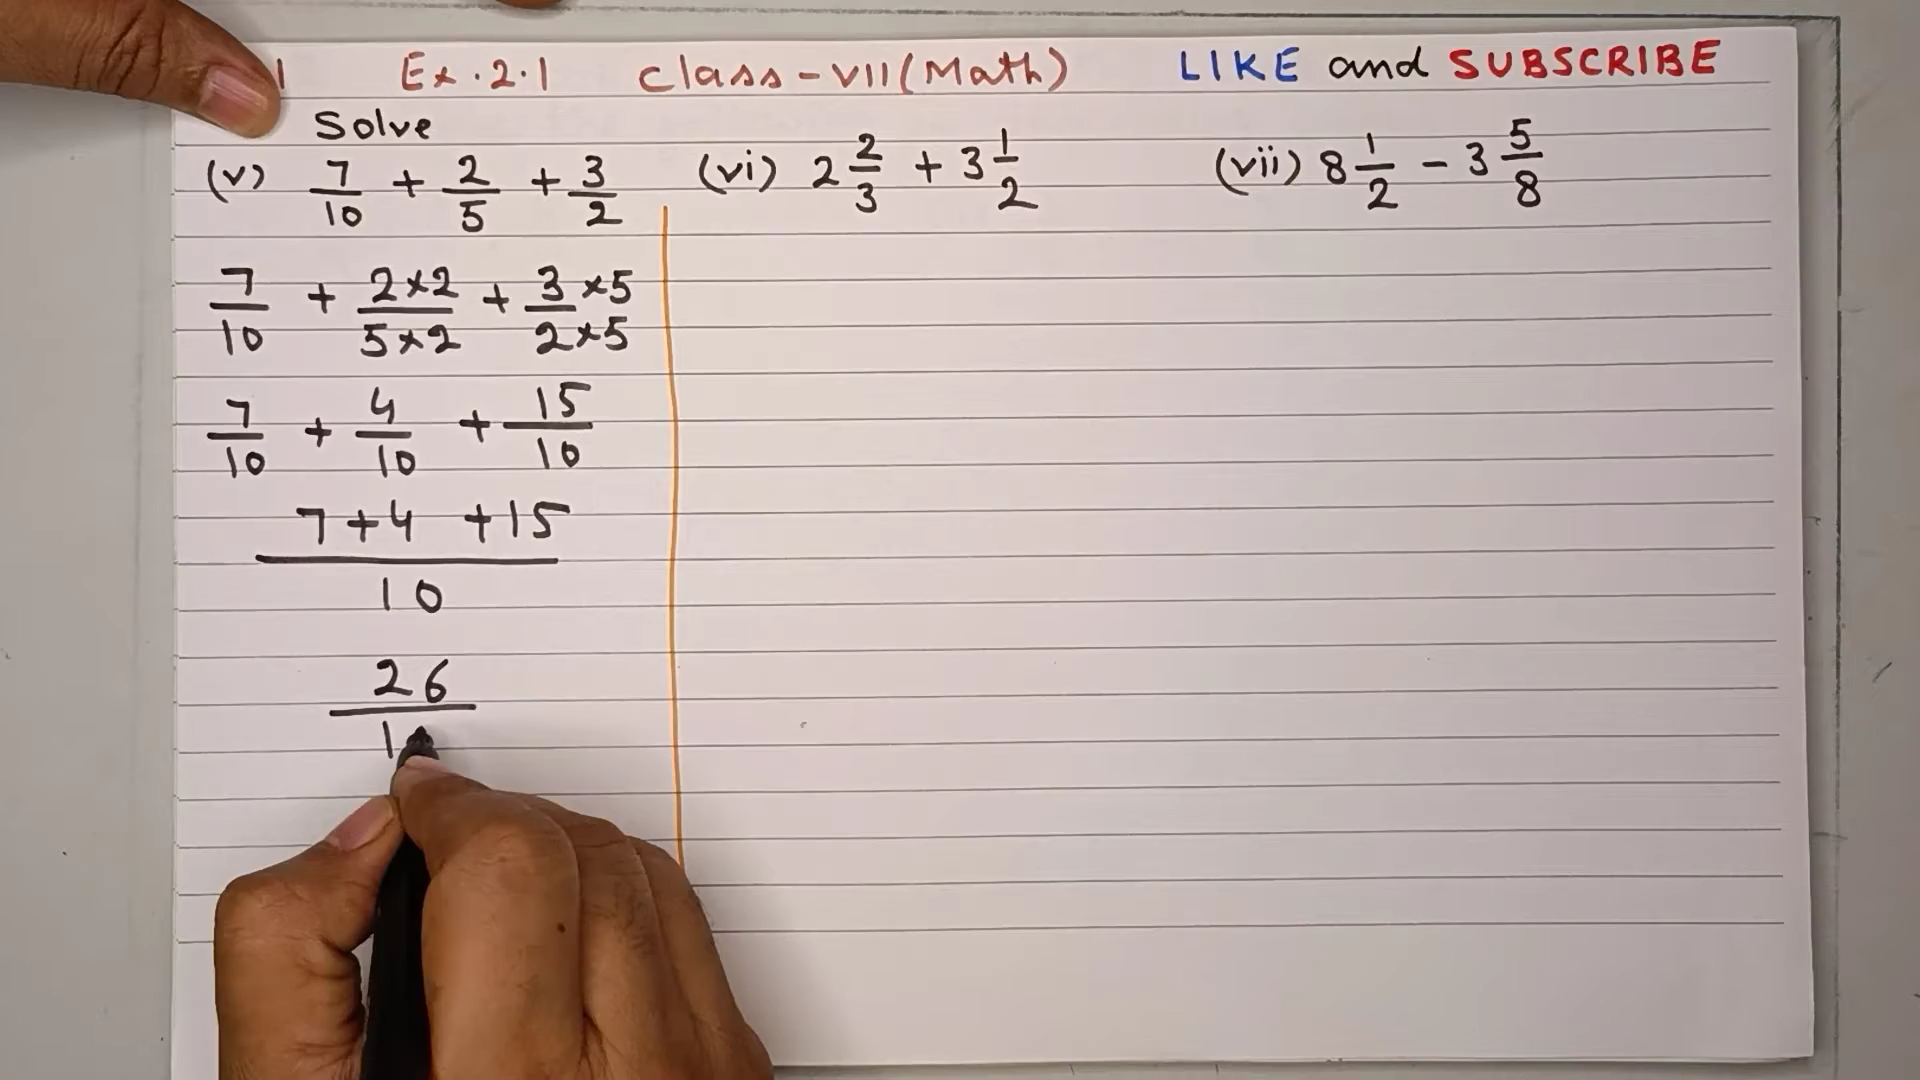 1 Ex.2.1 Class-VII (Math) LIKE and SUBSCRIBE
Solve
(v) 7/10 + 2/5 + 3/2 (vi) 2 2/3 + 3 1/2 (vii) 8 1/2 - 3 5/8
7/10 + 2×2/5×2 + 3×5/2×5
7/10 + 4/10 + 15/10
7+4+15
10
26
1